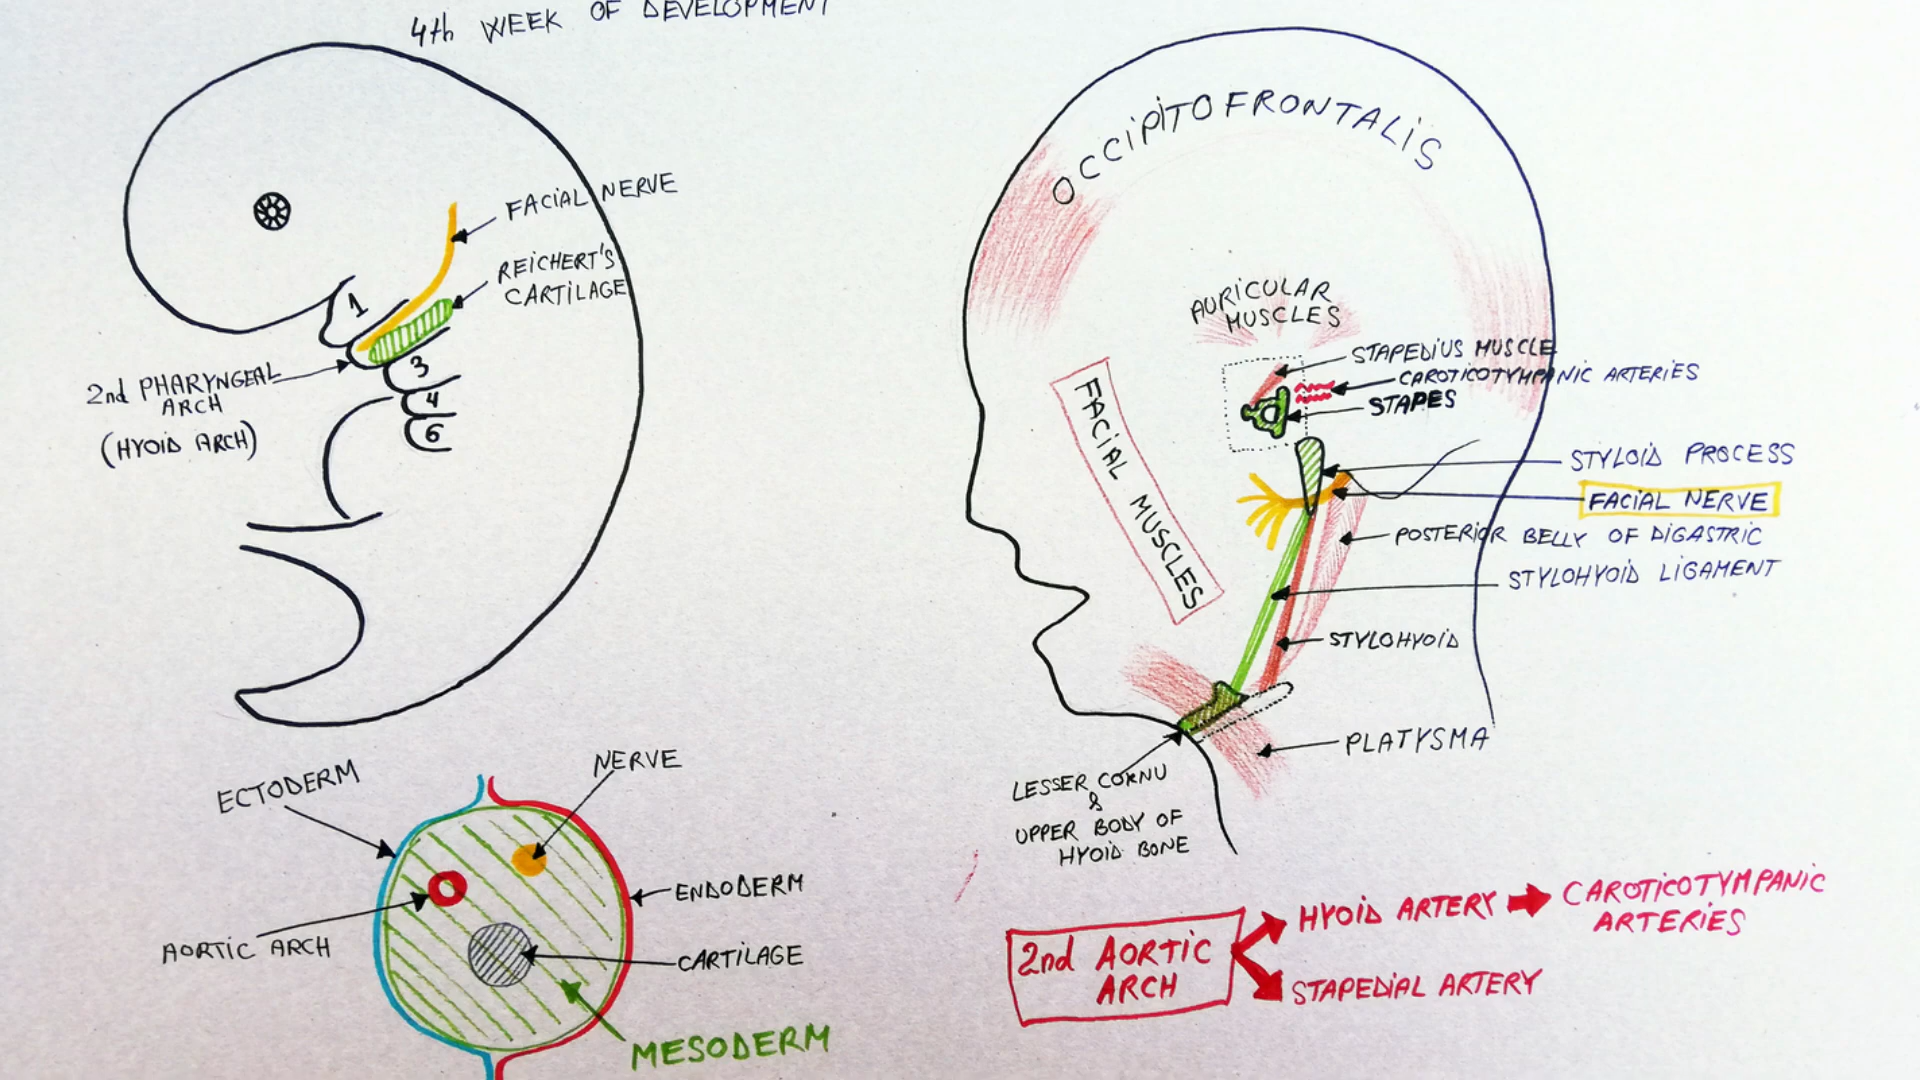 4th WEEK OF DEVELOPMENT
FACIAL NERVE
REICHERT'S
CARTILAGE
1
3
4
6
2nd PHARYNGEAL
ARCH
(HYOID ARCH)
ECTODERM
NERVE
ENDODERM
AORTIC ARCH
CARTILAGE
MESODERM
OCCIPITOFRONTALIS
AURICULAR
MUSCLES
STAPEDIUS MUSCLE
CAROTICOTYMPANIC ARTERIES
STAPES
FACIAL MUSCLES
STYLOID PROCESS
FACIAL NERVE
POSTERIOR BELLY OF DIGASTRIC
STYLOHYOID LIGAMENT
STYLOHYOID
PLATYSMA
LESSER CORNU
&
UPPER BODY OF
HYOID BONE
2nd AORTIC
ARCH
HYOID ARTERY
CAROTICOTYMPANIC
ARTERIES
STAPEDIAL ARTERY